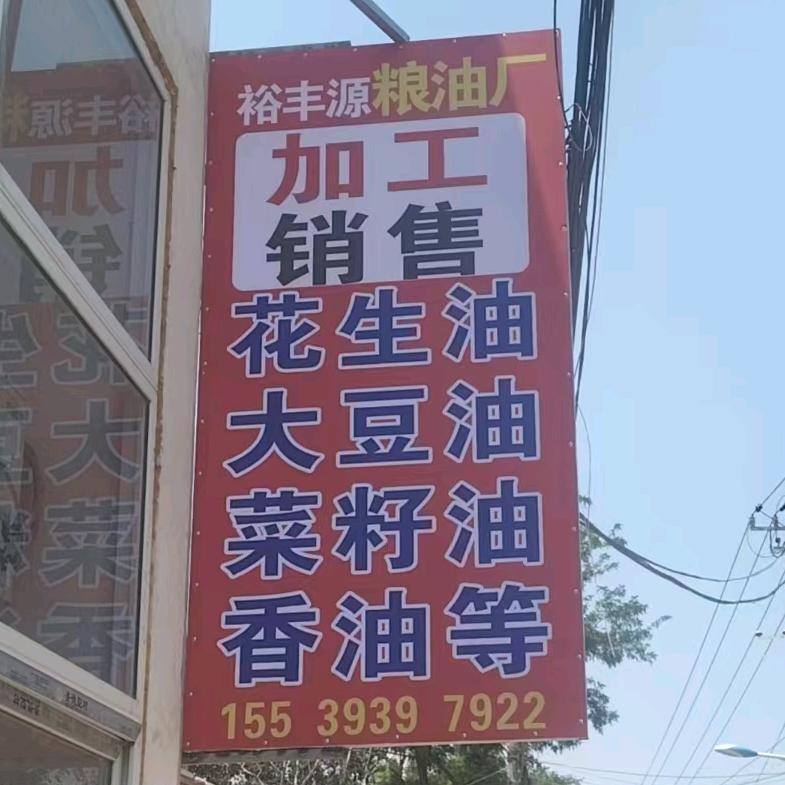 裕丰源粮油厂
加工
销售
花生油
大豆油
菜籽油
香油等
155 3939 7922